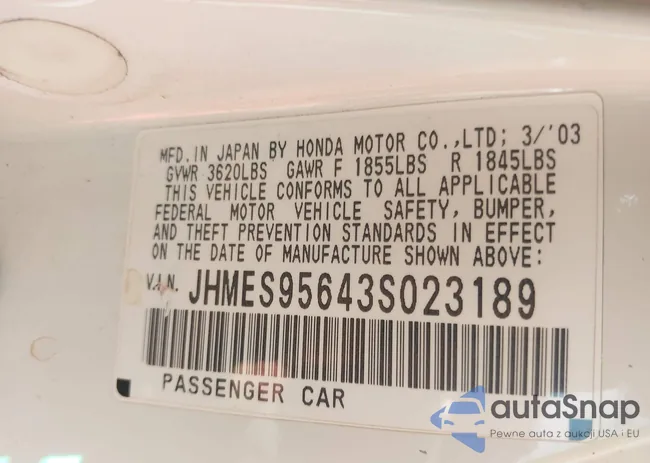 MFD. IN JAPAN BY HONDA MOTOR CO.,LTD; 3/'03
GVWR 3620LBS GAWR F 1855LBS R 1845LBS
THIS VEHICLE CONFORMS TO ALL APPLICABLE
FEDERAL MOTOR VEHICLE SAFETY, BUMPER,
AND THEFT PREVENTION STANDARDS IN EFFECT
ON THE DATE OF MANUFACTURE SHOWN ABOVE:
V.I.N. JHMES95643S023189
PASSENGER CAR
autaSnap
Pewne auta z aukcji USA i EU